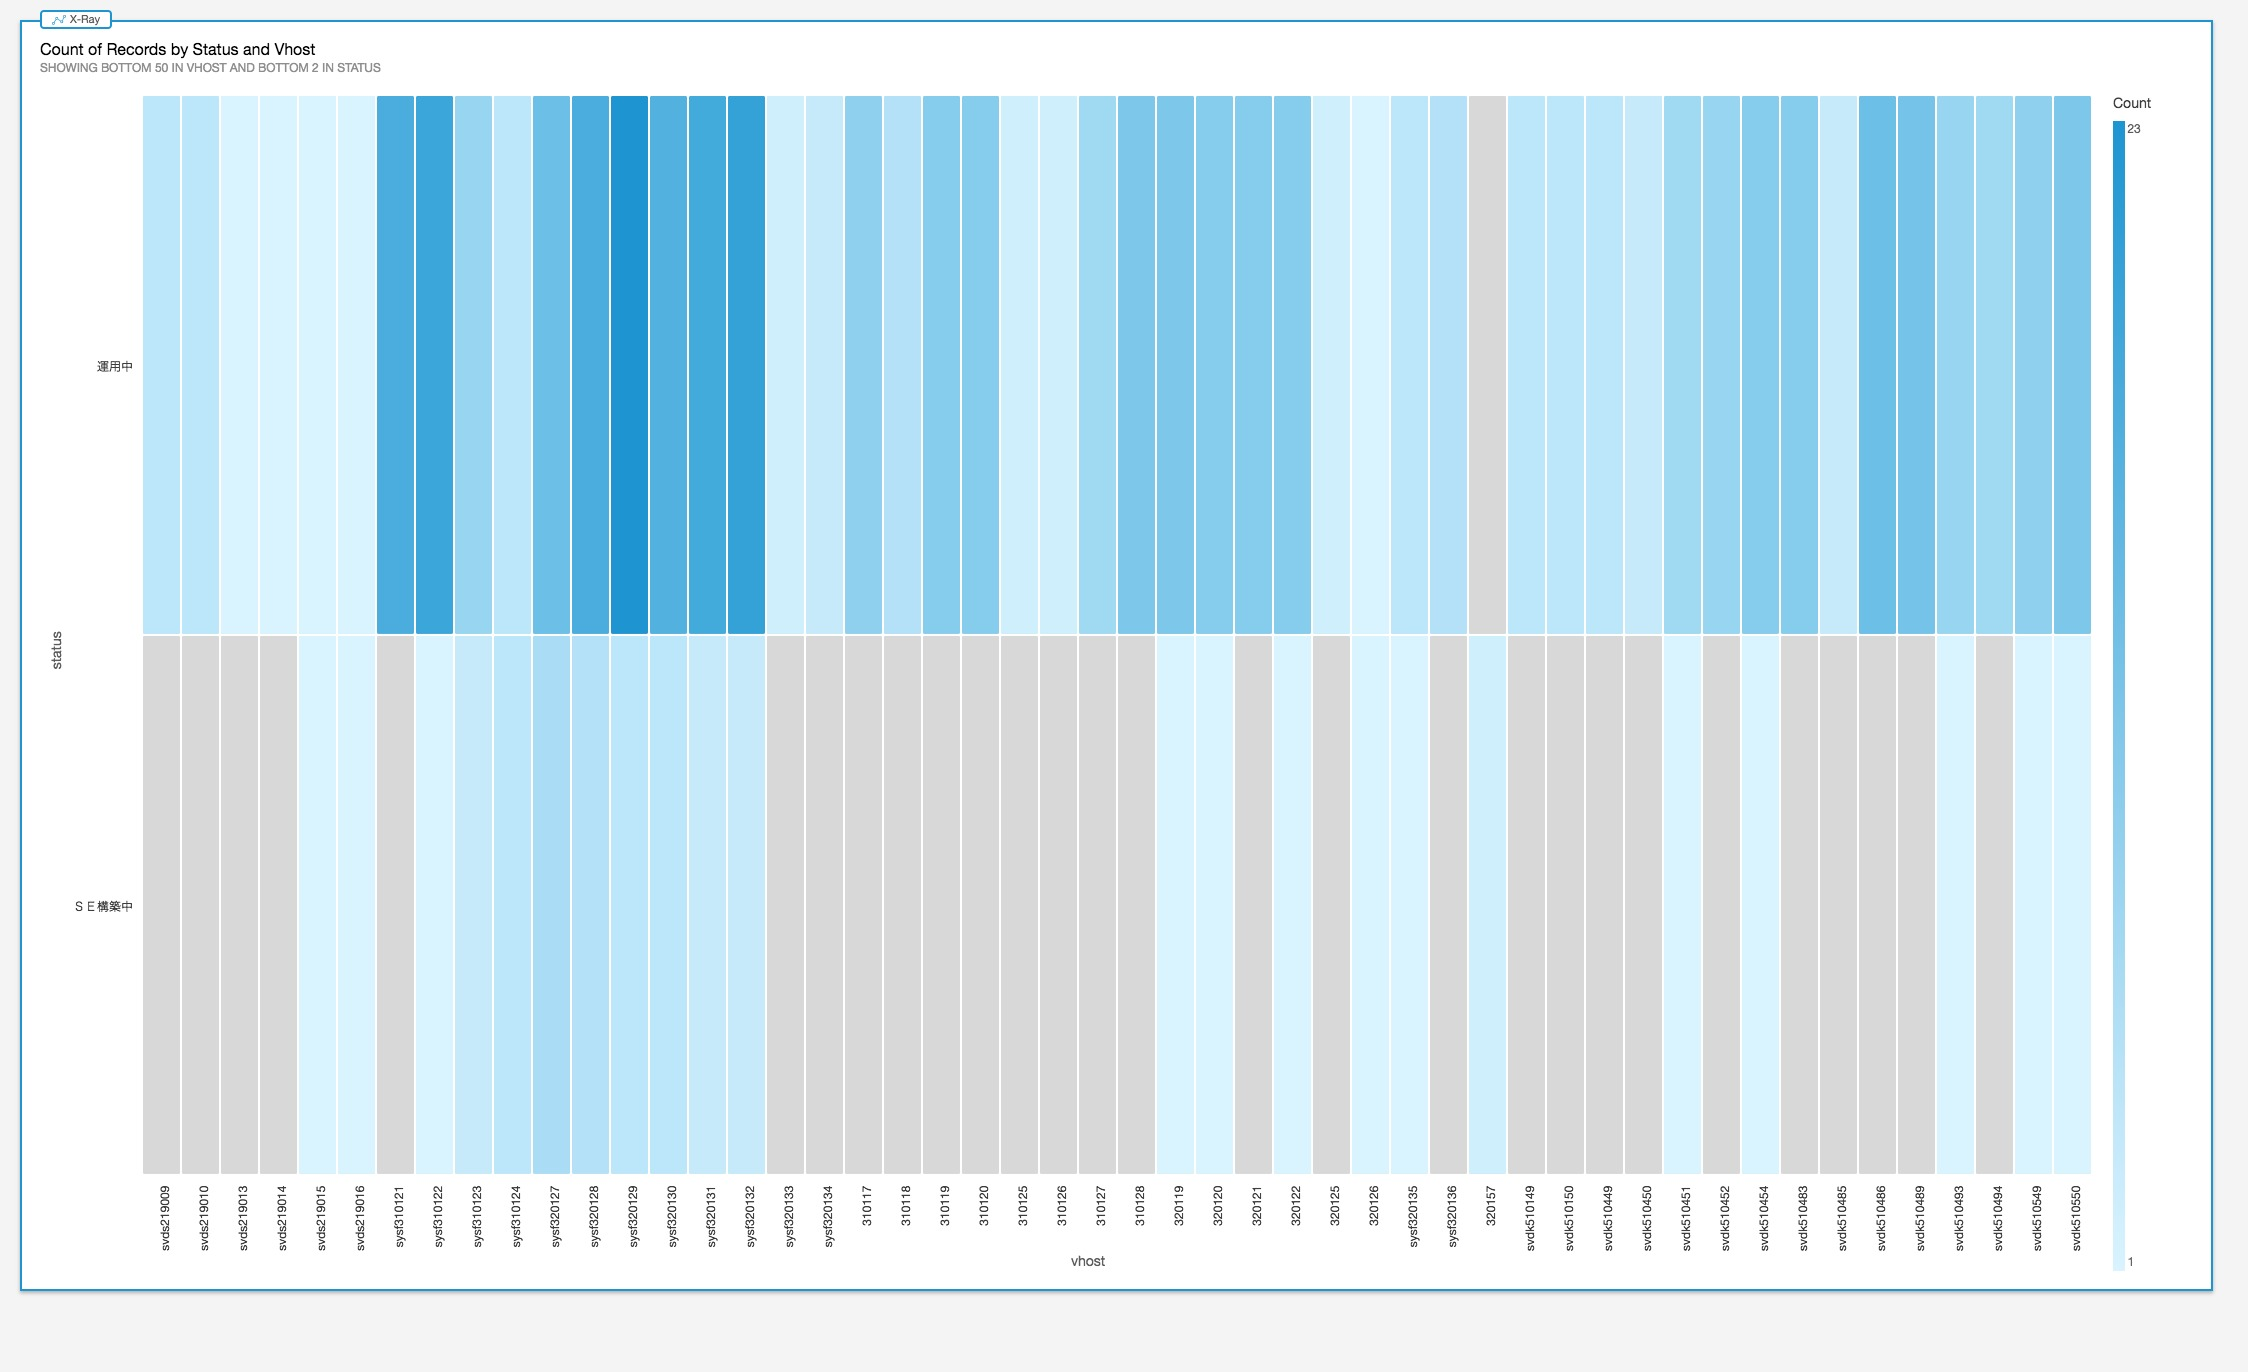 X-Ray
Count of Records by Status and Vhost
SHOWING BOTTOM 50 IN VHOST AND BOTTOM 2 IN STATUS
Count
23
1
status
運用中
ＳＥ構築中
svds219009
svds219010
svds219013
svds219014
svds219015
svds219016
sysf310121
sysf310122
sysf310123
sysf310124
sysf320127
sysf320128
sysf320129
sysf320130
sysf320131
sysf320132
sysf320133
sysf320134
310117
310118
310119
310120
310125
310126
310127
310128
320119
320120
320121
320122
320125
320126
sysf320135
sysf320136
320157
svdk510149
svdk510150
svdk510449
svdk510450
svdk510451
svdk510452
svdk510454
svdk510483
svdk510485
svdk510486
svdk510489
svdk510493
svdk510494
svdk510549
svdk510550
vhost